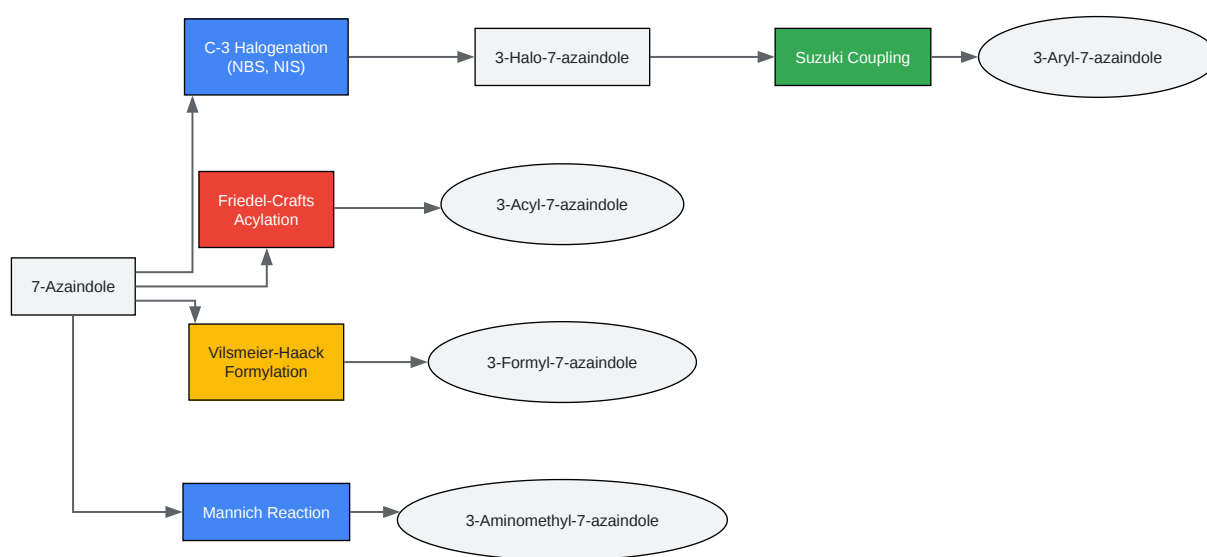 C-3 Halogenation
(NBS, NIS)
3-Halo-7-azaindole
Suzuki Coupling
3-Aryl-7-azaindole
Friedel-Crafts
Acylation
3-Acyl-7-azaindole
7-Azaindole
Vilsmeier-Haack
Formylation
3-Formyl-7-azaindole
Mannich Reaction
3-Aminomethyl-7-azaindole